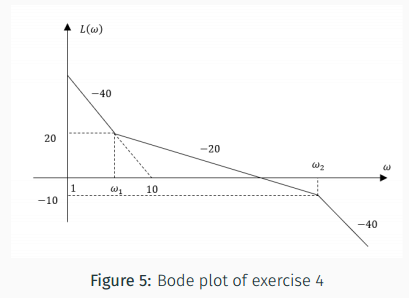 L(ω)
−40
20
−20
ω₂
ω
1
ω₁
10
−10
−40
Figure 5: Bode plot of exercise 4